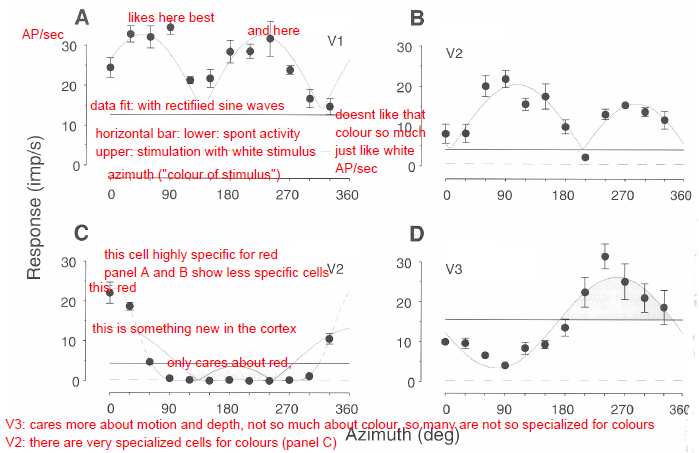 A
likes here best
AP/sec
and here
V1
30
20
10
0
data fit: with rectifiied sine waves
horizontal bar: lower: spont activity
upper: stimulation with white stimulus
azimuth ("colour of stimulus")
0 90 180 270 360
B
V2
30
20
10
0
doesnt like that
colour so much
just like white
AP/sec
0 90 180 270 360
Response (imp/s)
C
this cell highly specific for red
panel A and B show less specific cells
V2
this: red
this is something new in the cortex
only cares about red,
30
20
10
0
0 90 180 270 360
D
V3
30
20
10
0
0 90 180 270 360
V3: cares more about motion and depth, not so much about colour, so many are not so specialized for colours
Azimuth (deg)
V2: there are very specialized cells for colours (panel C)